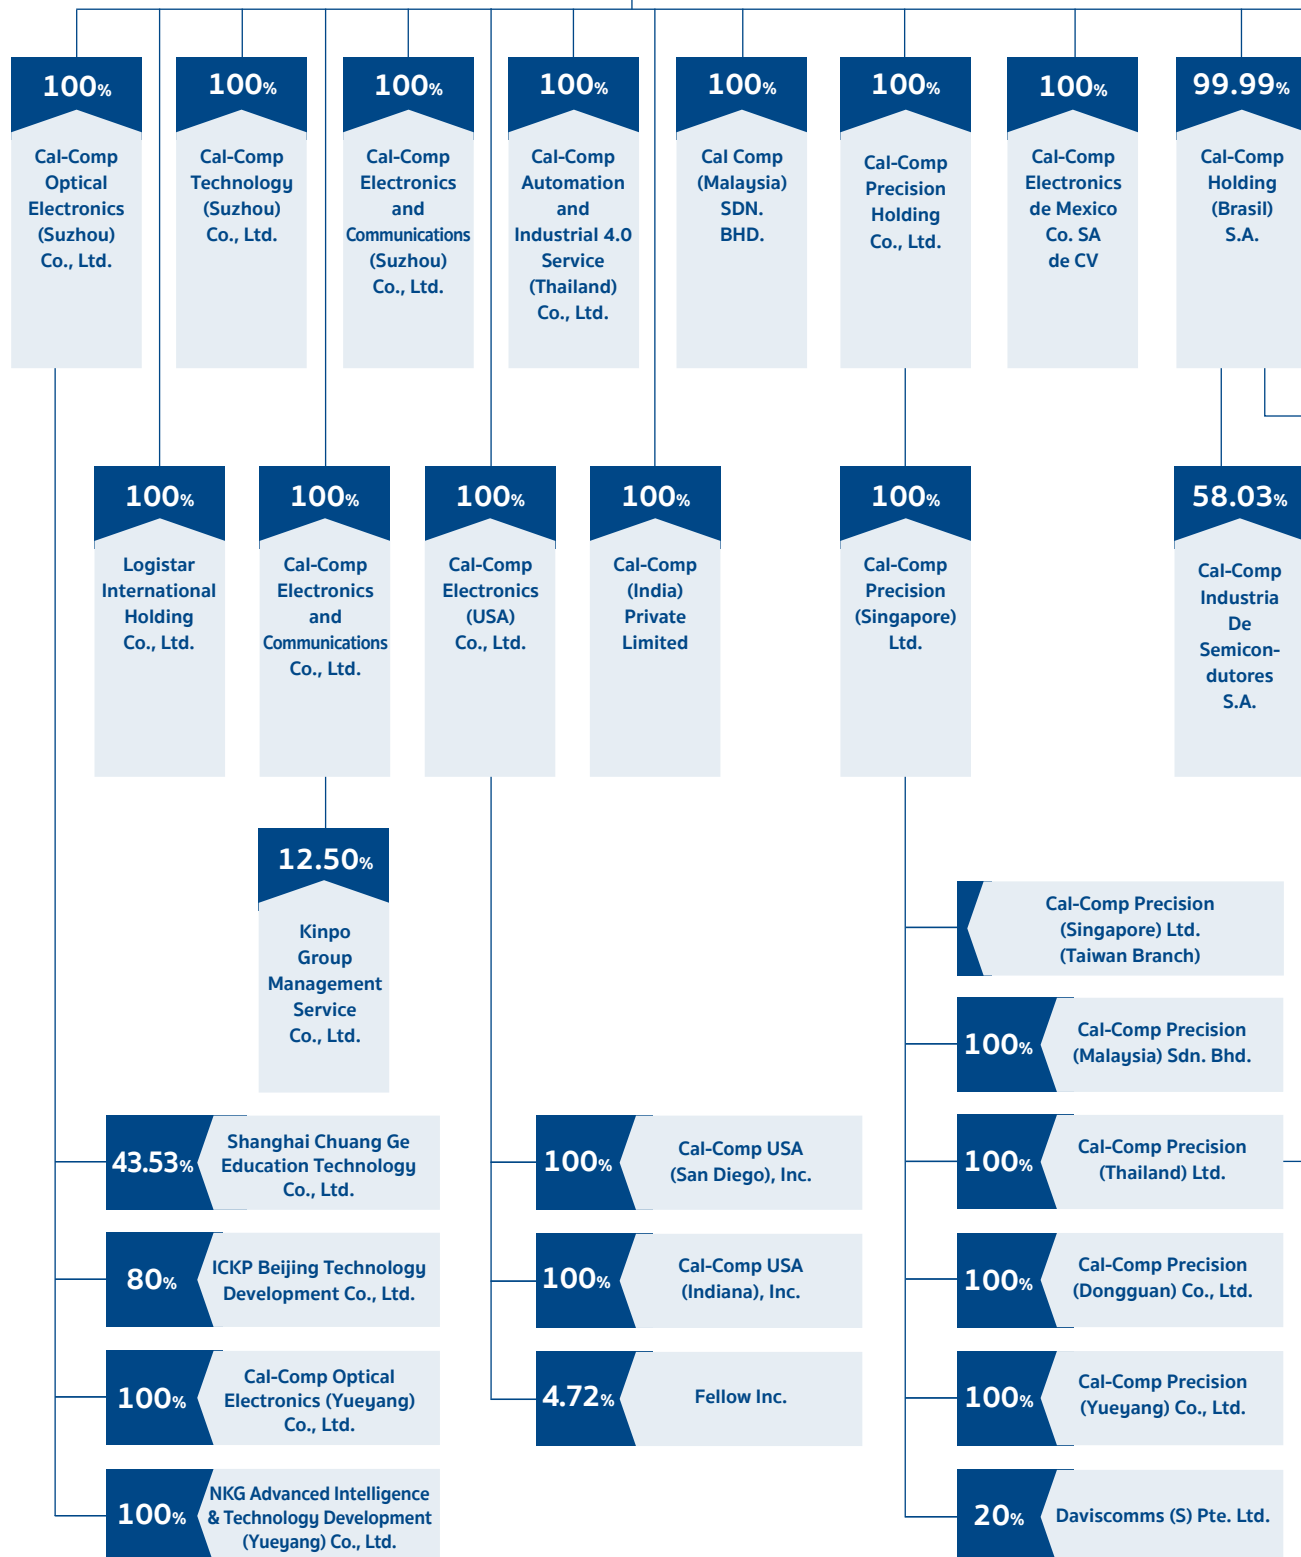 100%
Cal-Comp
Optical
Electronics
(Suzhou)
Co., Ltd.
100%
Cal-Comp
Technology
(Suzhou)
Co., Ltd.
100%
Cal-Comp
Electronics
and
Communications
(Suzhou)
Co., Ltd.
100%
Cal-Comp
Automation
and
Industrial 4.0
Service
(Thailand)
Co., Ltd.
100%
Cal Comp
(Malaysia)
SDN.
BHD.
100%
Cal-Comp
Precision
Holding
Co., Ltd.
100%
Cal-Comp
Electronics
de Mexico
Co. SA
de CV
99.99%
Cal-Comp
Holding
(Brasil)
S.A.
100%
Logistar
International
Holding
Co., Ltd.
100%
Cal-Comp
Electronics
and
Communications
Co., Ltd.
100%
Cal-Comp
Electronics
(USA)
Co., Ltd.
100%
Cal-Comp
(India)
Private
Limited
100%
Cal-Comp
Precision
(Singapore)
Ltd.
58.03%
Cal-Comp
Industria
De
Semicon-
dutores
S.A.
12.50%
Kinpo
Group
Management
Service
Co., Ltd.
43.53%
Shanghai Chuang Ge
Education Technology
Co., Ltd.
80%
ICKP Beijing Technology
Development Co., Ltd.
100%
Cal-Comp Optical
Electronics (Yueyang)
Co., Ltd.
100%
NKG Advanced Intelligence
& Technology Development
(Yueyang) Co., Ltd.
100%
Cal-Comp USA
(San Diego), Inc.
100%
Cal-Comp USA
(Indiana), Inc.
4.72%
Fellow Inc.
Cal-Comp Precision
(Singapore) Ltd.
(Taiwan Branch)
100%
Cal-Comp Precision
(Malaysia) Sdn. Bhd.
100%
Cal-Comp Precision
(Thailand) Ltd.
100%
Cal-Comp Precision
(Dongguan) Co., Ltd.
100%
Cal-Comp Precision
(Yueyang) Co., Ltd.
20%
Daviscomms (S) Pte. Ltd.